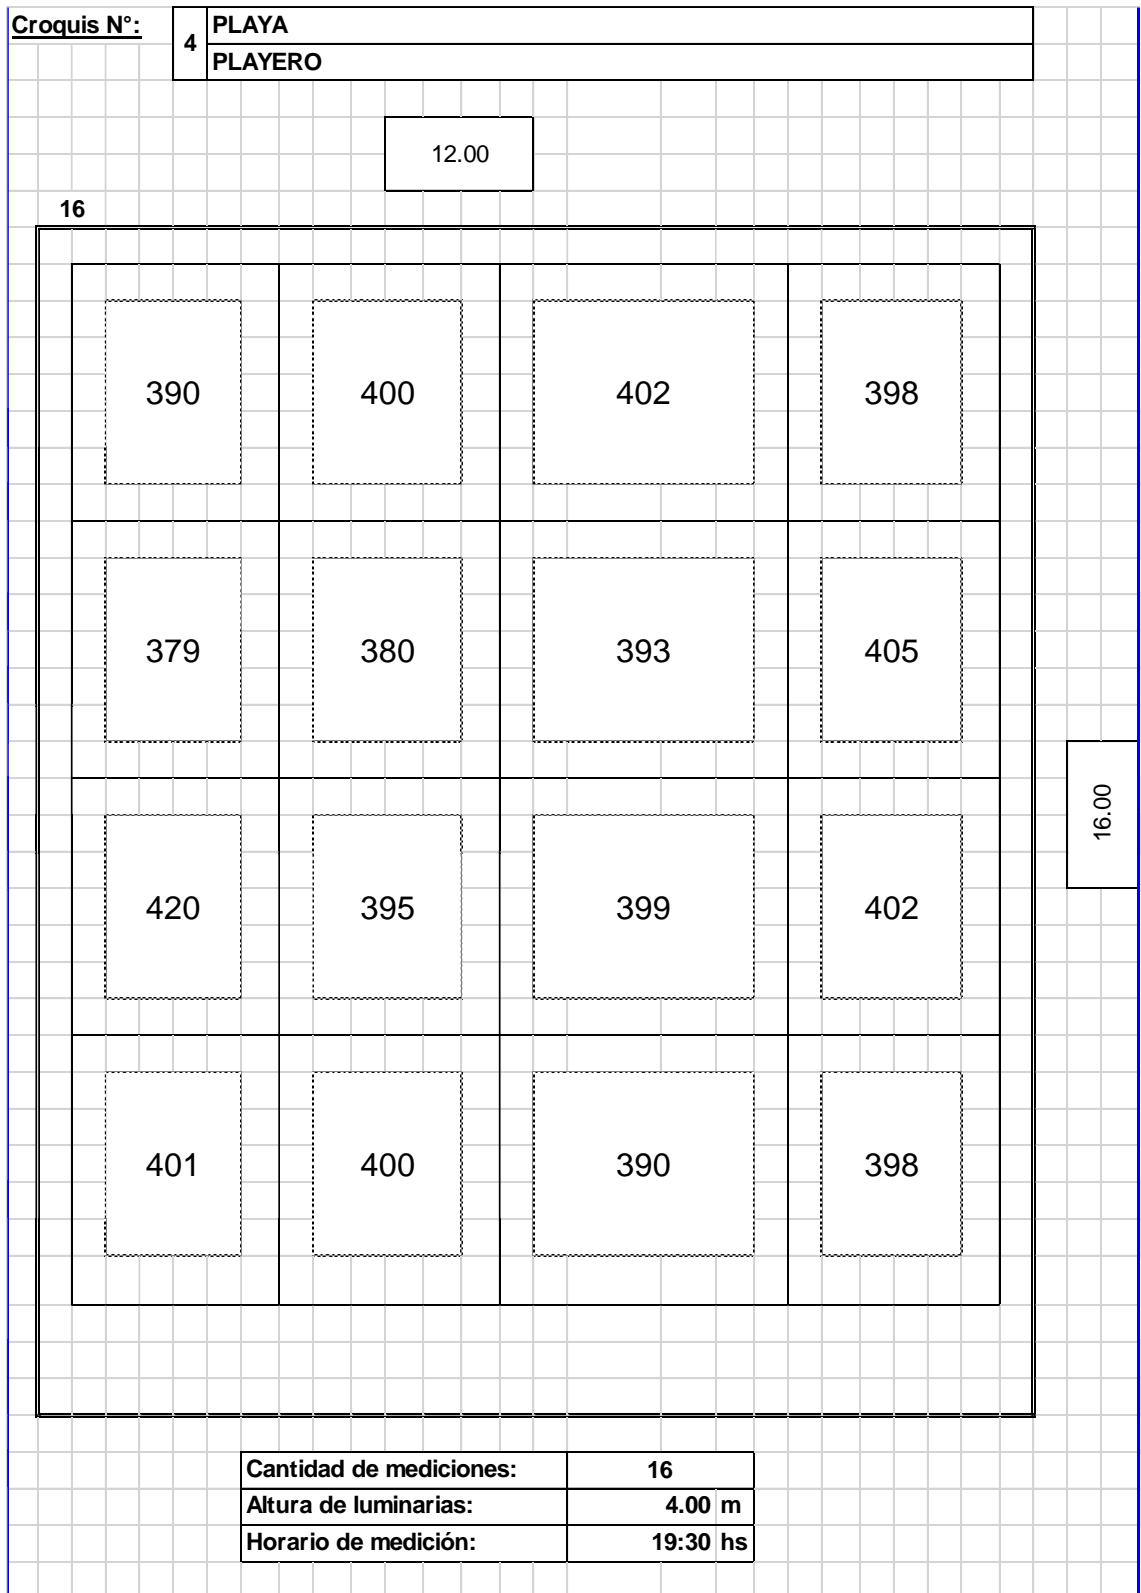 Croquis N°: 4 PLAYA
PLAYERO
12.00
16
390 400 402 398
379 380 393 405
16.00
420 395 399 402
401 400 390 398
Cantidad de mediciones: 16
Altura de luminarias: 4.00 m
Horario de medición: 19:30 hs